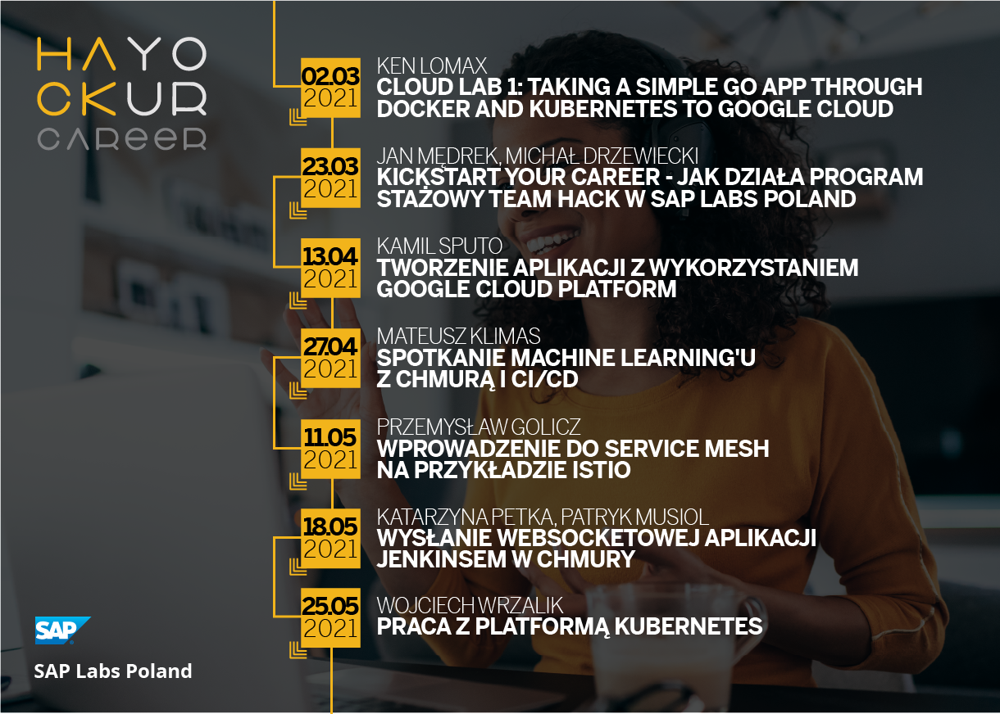 HAYO
CKUR
CAREER
02.03
2021
KEN LOMAX
CLOUD LAB 1: TAKING A SIMPLE GO APP THROUGH
DOCKER AND KUBERNETES TO GOOGLE CLOUD
23.03
2021
JAN MĘDREK, MICHAŁ DRZEWIECKI
KICKSTART YOUR CAREER - JAK DZIAŁA PROGRAM
STAŻOWY TEAM HACK W SAP LABS POLAND
13.04
2021
KAMIL SPUTO
TWORZENIE APLIKACJI Z WYKORZYSTANIEM
GOOGLE CLOUD PLATFORM
27.04
2021
MATEUSZ KLIMAS
SPOTKANIE MACHINE LEARNING'U
Z CHMURĄ I CI/CD
11.05
2021
PRZEMYSŁAW GOLICZ
WPROWADZENIE DO SERVICE MESH
NA PRZYKŁADZIE ISTIO
18.05
2021
KATARZYNA PETKA, PATRYK MUSIOL
WYSŁANIE WEBSOCKETOWEJ APLIKACJI
JENKINSEM W CHMURY
25.05
2021
WOJCIECH WRZALIK
PRACA Z PLATFORMĄ KUBERNETES
SAP
SAP Labs Poland